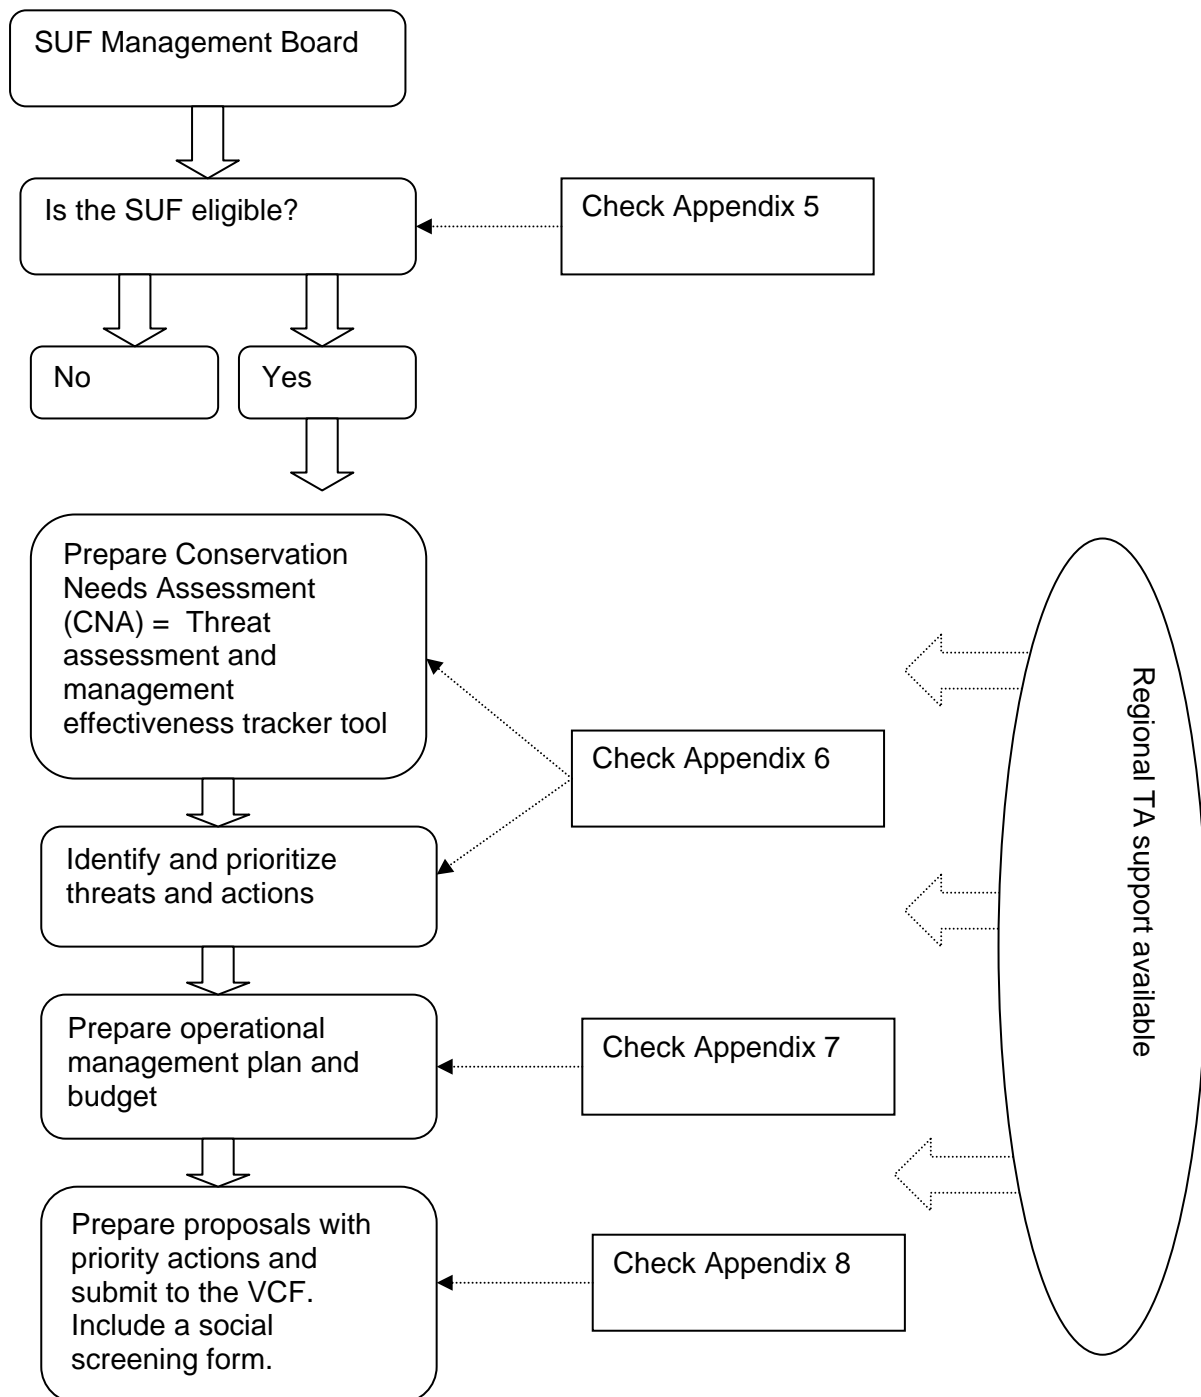 SUF Management Board
Is the SUF eligible?
Check Appendix 5
No
Yes
Prepare Conservation
Needs Assessment
(CNA) = Threat
assessment and
management
effectiveness tracker tool
Check Appendix 6
Identify and prioritize
threats and actions
Prepare operational
management plan and
budget
Check Appendix 7
Prepare proposals with
priority actions and
submit to the VCF.
Include a social
screening form.
Check Appendix 8
Regional TA support available